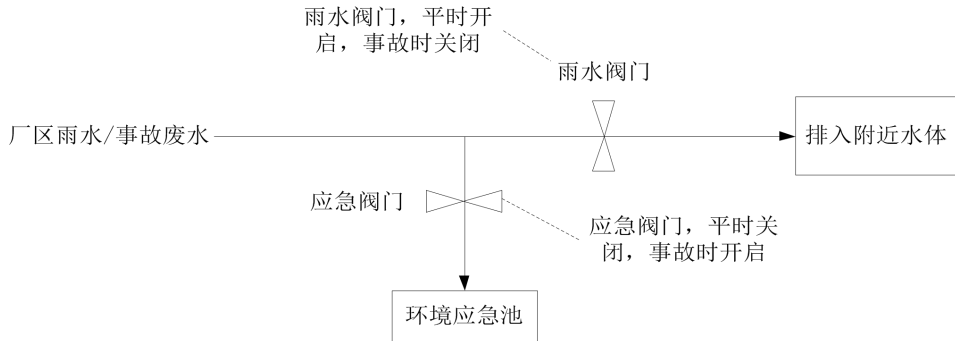 雨水阀门，平时开
启，事故时关闭
雨水阀门
厂区雨水/事故废水
排入附近水体
应急阀门
应急阀门，平时关
闭，事故时开启
环境应急池